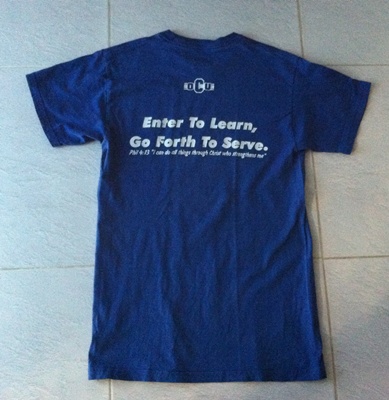 Enter To Learn,
Go Forth To Serve.
Phil 4:13 "I can do all things through Christ who strengthens me"